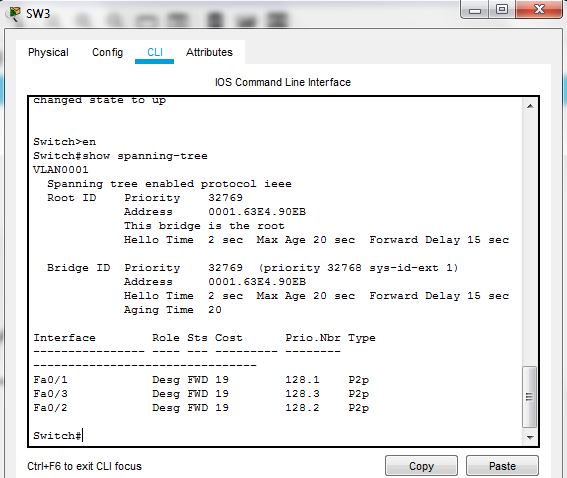 SW3
Physical Config CLI Attributes
IOS Command Line Interface
changed state to up
Switch>en
Switch#show spanning-tree
VLAN0001
  Spanning tree enabled protocol ieee
  Root ID    Priority    32769
             Address     0001.63E4.90EB
             This bridge is the root
             Hello Time  2 sec  Max Age 20 sec  Forward Delay 15 sec
  Bridge ID  Priority    32769  (priority 32768 sys-id-ext 1)
             Address     0001.63E4.90EB
             Hello Time  2 sec  Max Age 20 sec  Forward Delay 15 sec
             Aging Time  20
Interface        Role Sts Cost      Prio.Nbr Type
---------------- ---- --- --------- --------
--------------------------------
Fa0/1            Desg FWD 19        128.1    P2p
Fa0/3            Desg FWD 19        128.3    P2p
Fa0/2            Desg FWD 19        128.2    P2p
Switch#
Ctrl+F6 to exit CLI focus Copy Paste